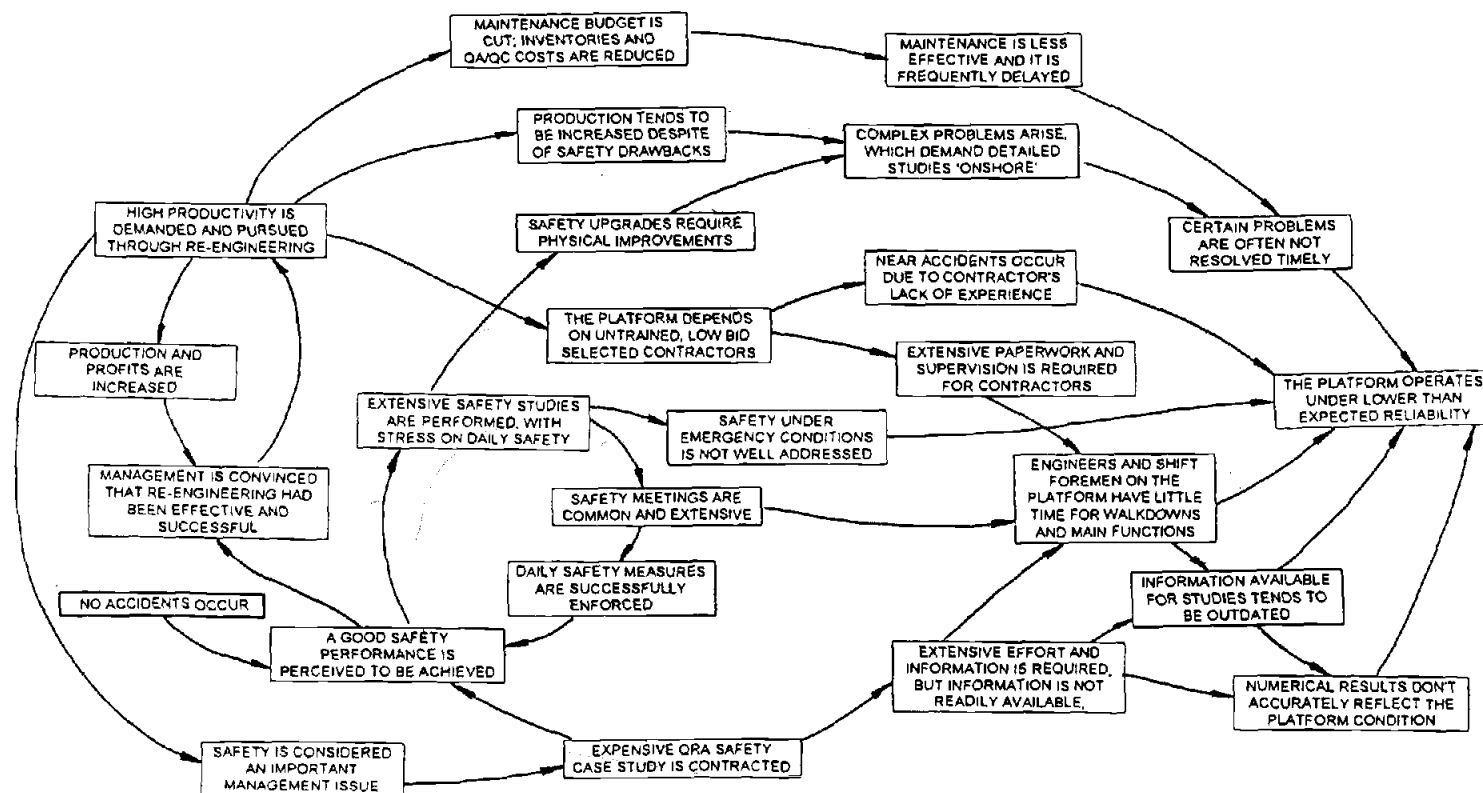 MAINTENANCE BUDGET IS
CUT; INVENTORIES AND
QA/QC COSTS ARE REDUCED
MAINTENANCE IS LESS
EFFECTIVE AND IT IS
FREQUENTLY DELAYED
PRODUCTION TENDS TO
BE INCREASED DESPITE
OF SAFETY DRAWBACKS
COMPLEX PROBLEMS ARISE,
WHICH DEMAND DETAILED
STUDIES 'ONSHORE'
HIGH PRODUCTIVITY IS
DEMANDED AND PURSUED
THROUGH RE-ENGINEERING
SAFETY UPGRADES REQUIRE
PHYSICAL IMPROVEMENTS
CERTAIN PROBLEMS
ARE OFTEN NOT
RESOLVED TIMELY
NEAR ACCIDENTS OCCUR
DUE TO CONTRACTOR'S
LACK OF EXPERIENCE
THE PLATFORM DEPENDS
ON UNTRAINED, LOW BID
SELECTED CONTRACTORS
PRODUCTION AND
PROFITS ARE
INCREASED
EXTENSIVE PAPERWORK AND
SUPERVISION IS REQUIRED
FOR CONTRACTORS
THE PLATFORM OPERATES
UNDER LOWER THAN
EXPECTED RELIABILITY
EXTENSIVE SAFETY STUDIES
ARE PERFORMED, WITH
STRESS ON DAILY SAFETY
SAFETY UNDER
EMERGENCY CONDITIONS
IS NOT WELL ADDRESSED
MANAGEMENT IS CONVINCED
THAT RE-ENGINEERING HAD
BEEN EFFECTIVE AND
SUCCESSFUL
SAFETY MEETINGS ARE
COMMON AND EXTENSIVE
ENGINEERS AND SHIFT
FOREMEN ON THE
PLATFORM HAVE LITTLE
TIME FOR WALKDOWNS
AND MAIN FUNCTIONS
DAILY SAFETY MEASURES
ARE SUCCESSFULLY
ENFORCED
INFORMATION AVAILABLE
FOR STUDIES TENDS TO
BE OUTDATED
NO ACCIDENTS OCCUR
A GOOD SAFETY
PERFORMANCE IS
PERCEIVED TO BE ACHIEVED
EXTENSIVE EFFORT AND
INFORMATION IS REQUIRED,
BUT INFORMATION IS NOT
READILY AVAILABLE,
NUMERICAL RESULTS DON'T
ACCURATELY REFLECT THE
PLATFORM CONDITION
SAFETY IS CONSIDERED
AN IMPORTANT
MANAGEMENT ISSUE
EXPENSIVE QRA SAFETY
CASE STUDY IS CONTRACTED